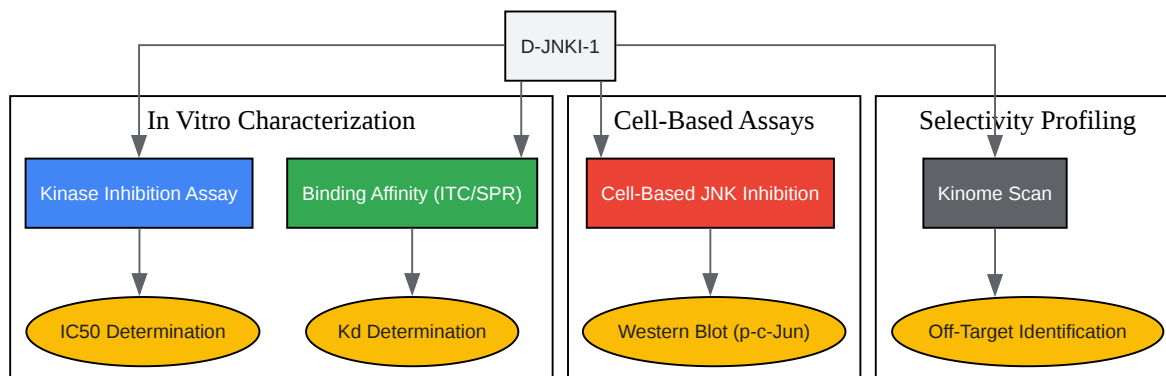 D-JNKI-1
In Vitro Characterization
Cell-Based Assays
Selectivity Profiling
Kinase Inhibition Assay
Binding Affinity (ITC/SPR)
Cell-Based JNK Inhibition
Kinome Scan
IC50 Determination
Kd Determination
Western Blot (p-c-Jun)
Off-Target Identification